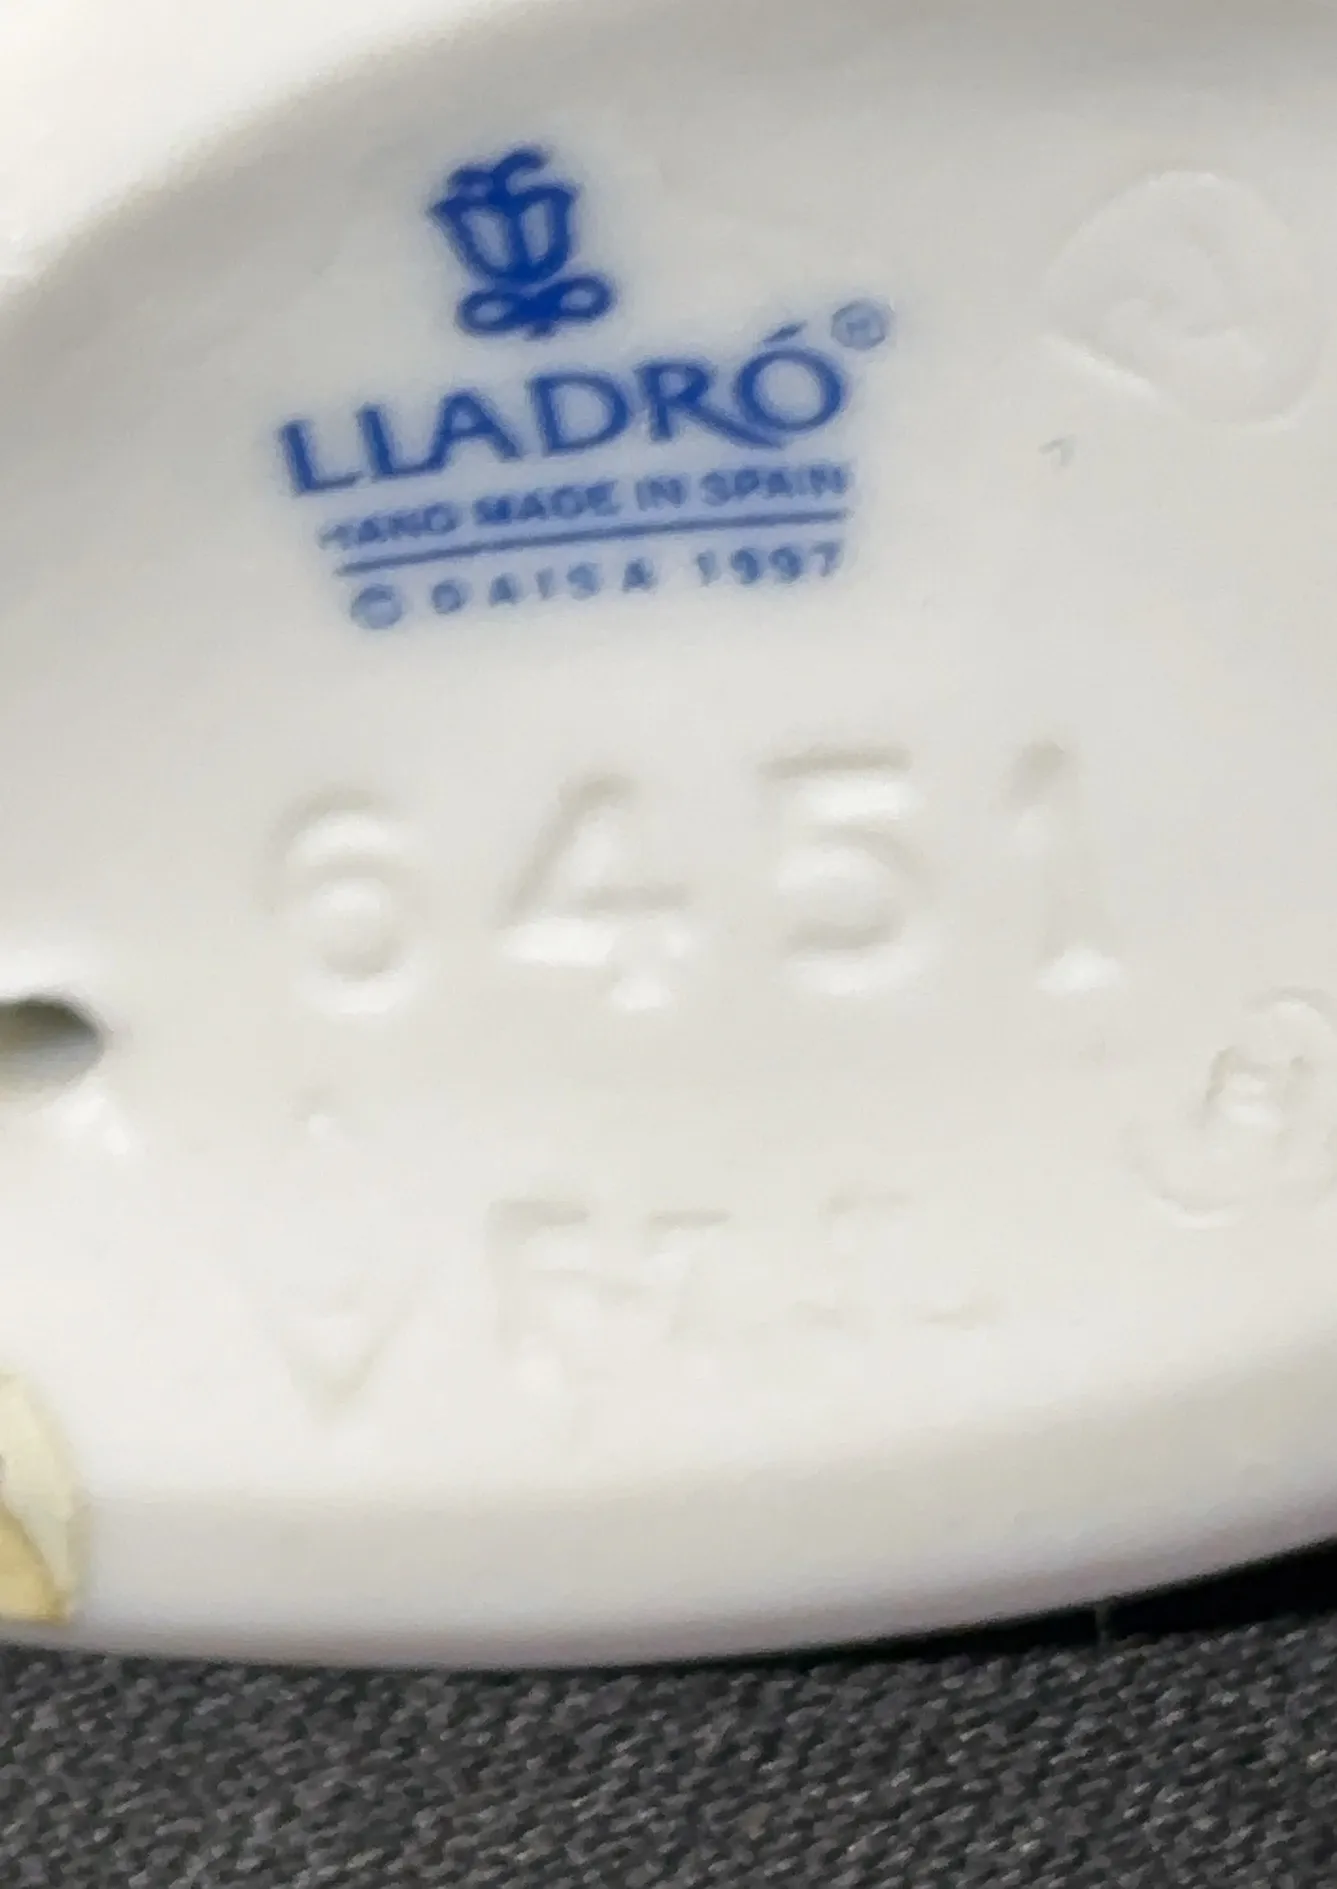 LLADRÓ®
HAND MADE IN SPAIN
© DAISA 1997
6451